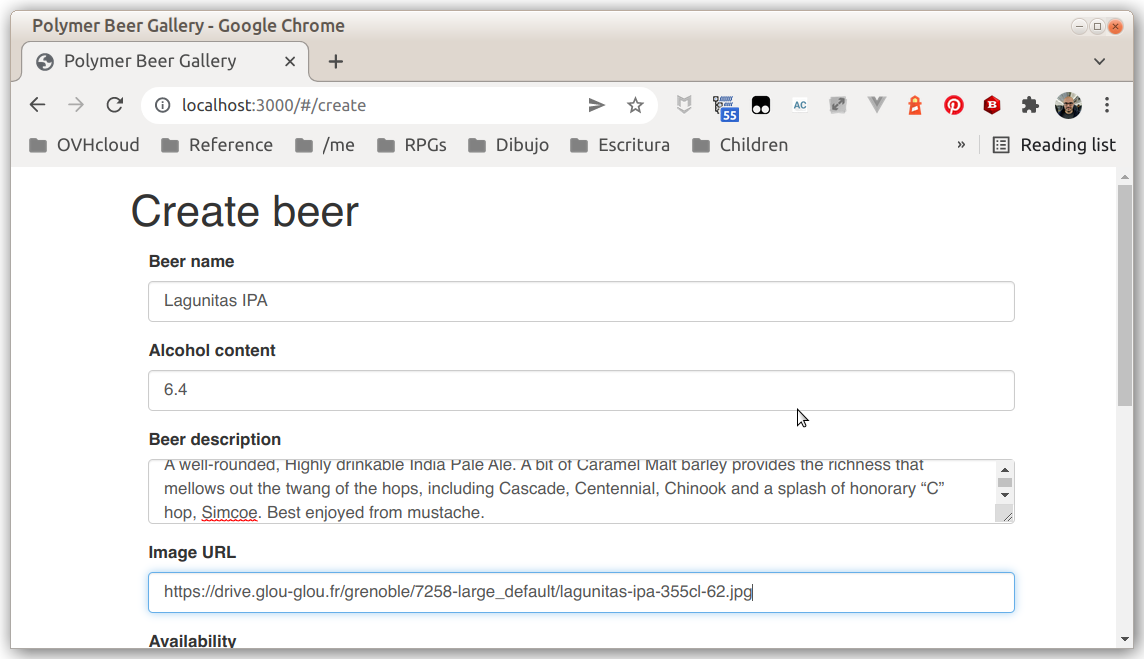 Polymer Beer Gallery - Google Chrome
Polymer Beer Gallery
localhost:3000/#/create
55
AC
B
OVHcloud Reference /me RPGs Dibujo Escritura Children » Reading list
Create beer
Beer name
Lagunitas IPA
Alcohol content
6.4
Beer description
A well-rounded, Highly drinkable India Pale Ale. A bit of Caramel Malt barley provides the richness that
mellows out the twang of the hops, including Cascade, Centennial, Chinook and a splash of honorary “C”
hop, Simcoe. Best enjoyed from mustache.
Image URL
https://drive.glou-glou.fr/grenoble/7258-large_default/lagunitas-ipa-355cl-62.jpg
Availability